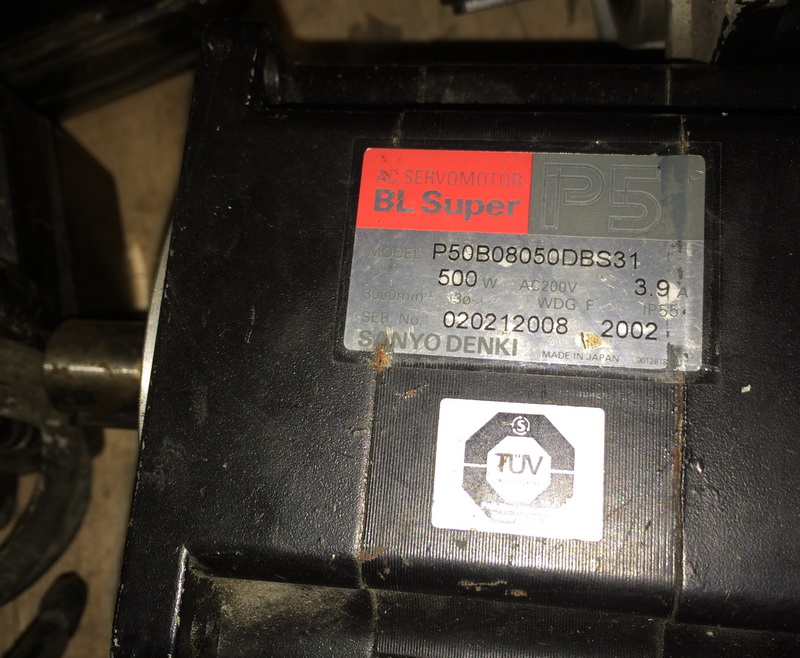 AC SERVOMOTOR
BL Super
P5
MODEL P50B08050DBS31
500 W AC200V 3.9 A
3000min⁻¹ 3ø WDG F IP55
SER. No. 020212008 2002
SANYO DENKI
MADE IN JAPAN
S
TÜV